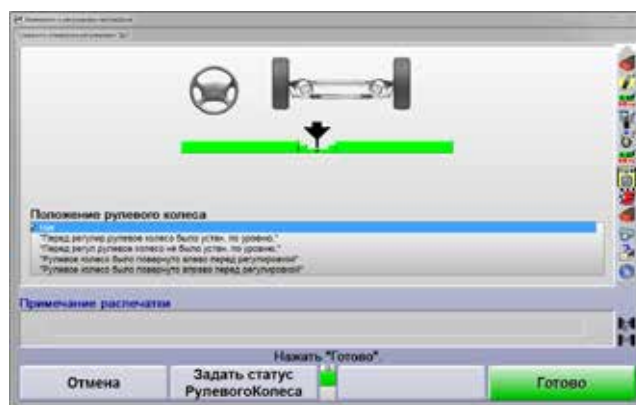 Положение рулевого колеса
"Перед регулир рулевое колесо было устан. по уровню."
"Перед регул рулевое колесо не было устан. по уровню."
"Рулевое колесо было повернуто влево перед регулировкой"
"Рулевое колесо было повернуто вправо перед регулировкой"
Примечание распечатки
Нажать "Готово".
Отмена
Задать статус
РулевогоКолеса
Готово